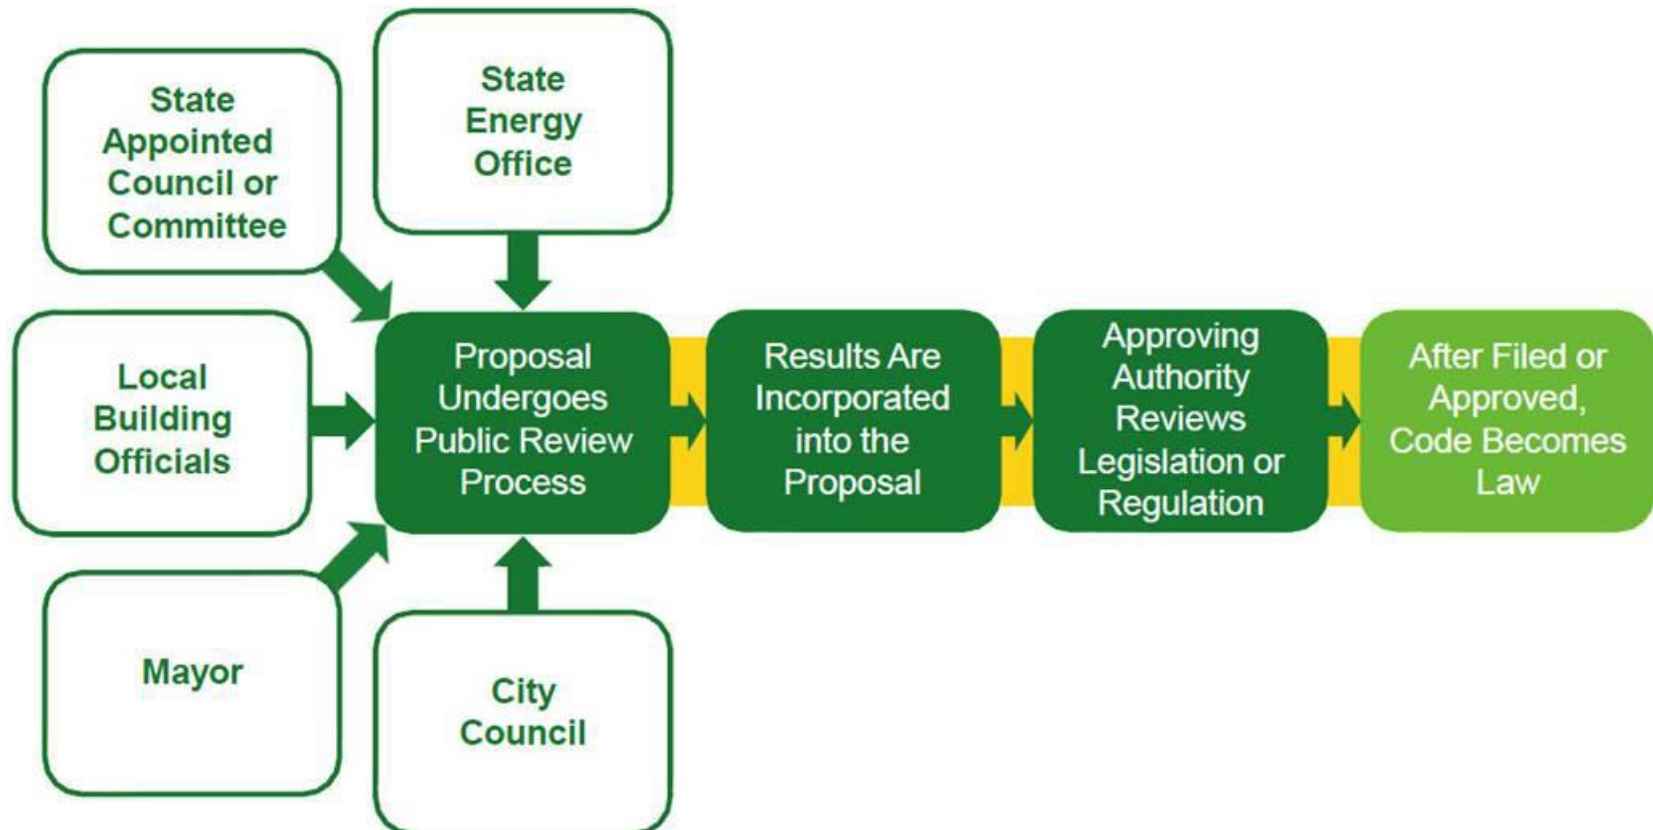 State
Appointed
Council or
Committee
State
Energy
Office
Local
Building
Officials
Mayor
City
Council
Proposal
Undergoes
Public Review
Process
Results Are
Incorporated
into the
Proposal
Approving
Authority
Reviews
Legislation or
Regulation
After Filed or
Approved,
Code Becomes
Law